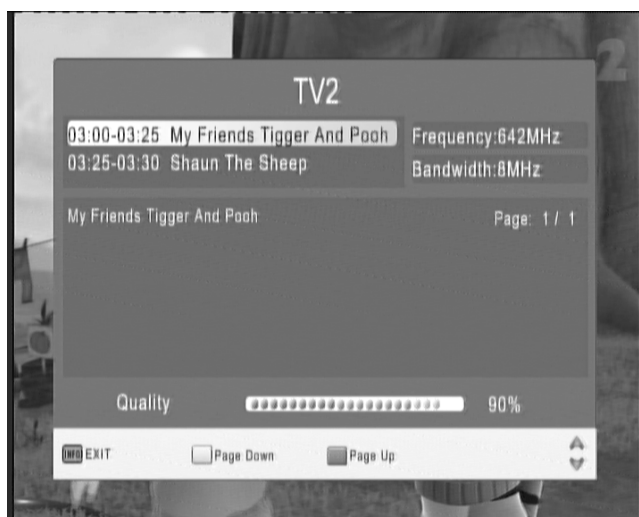 2
TV2
03:00-03:25 My Friends Tigger And Pooh
03:25-03:30 Shaun The Sheep
Frequency:642MHz
Bandwidth:8MHz
My Friends Tigger And Pooh
Page: 1 / 1
Quality
90%
INFO EXIT
Page Down
Page Up